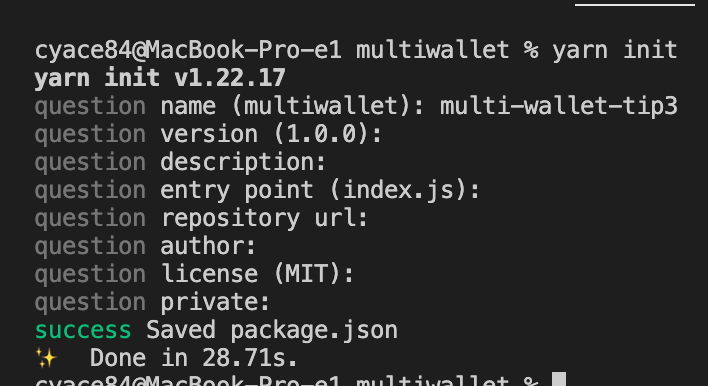 cyace84@MacBook-Pro-e1 multiwallet % yarn init
yarn init v1.22.17
question name (multiwallet): multi-wallet-tip3
question version (1.0.0):
question description:
question entry point (index.js):
question repository url:
question author:
question license (MIT):
question private:
success Saved package.json
✨ Done in 28.71s.
cyace84@MacBook-Pro-e1 multiwallet %